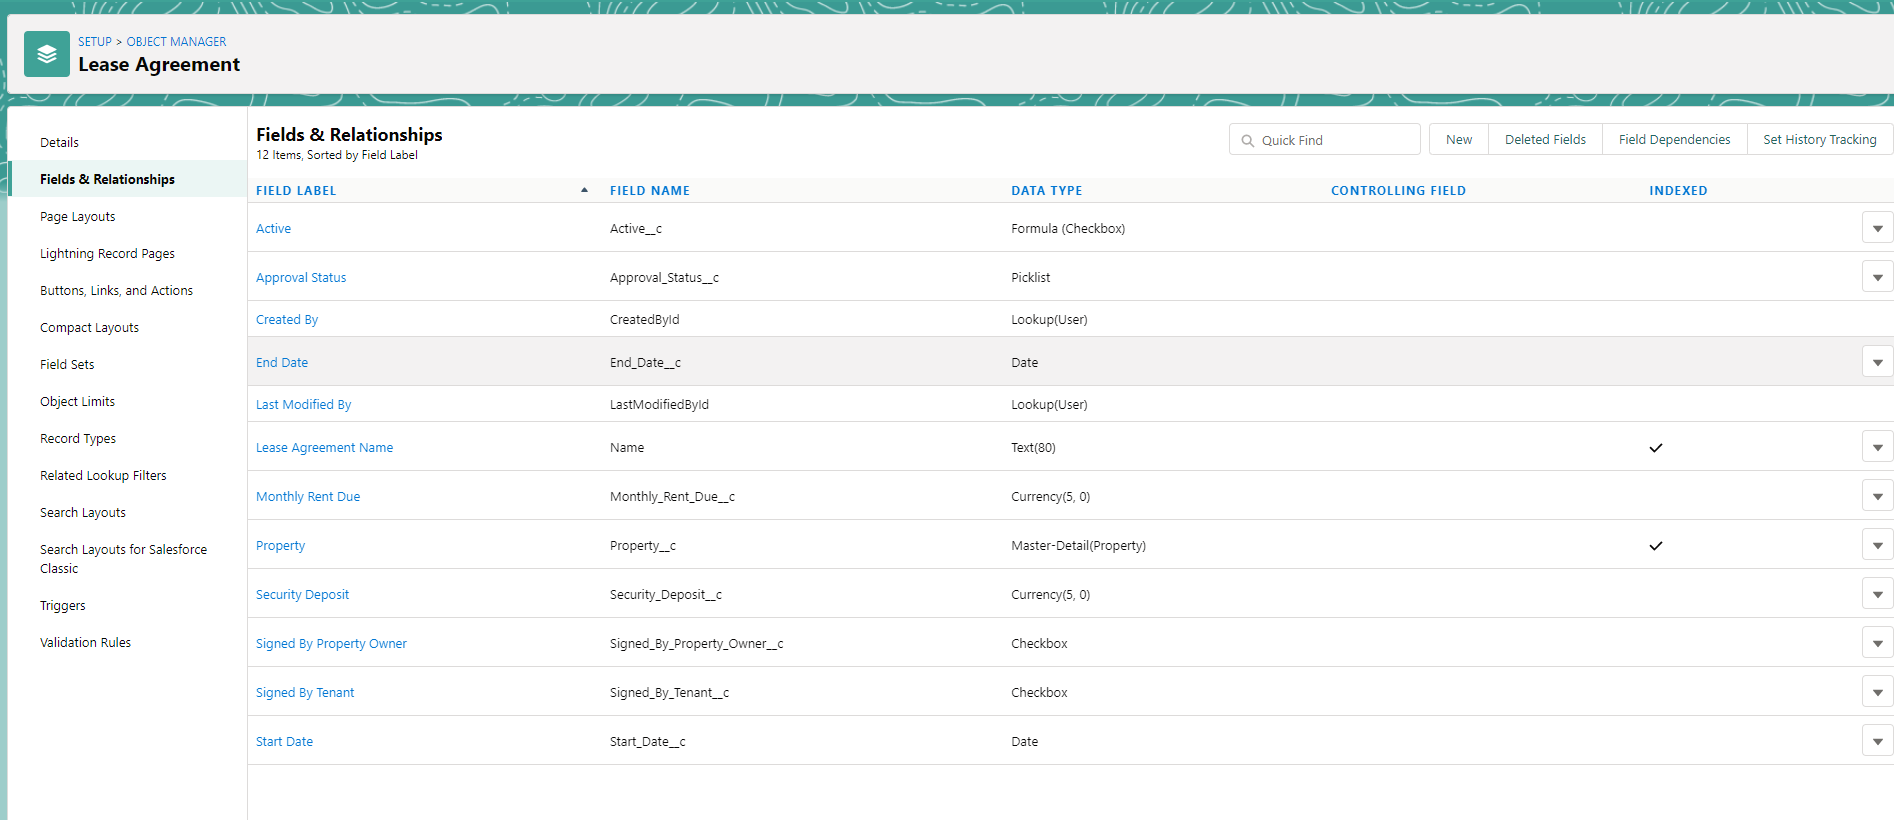 SETUP > OBJECT MANAGER
Lease Agreement
Details
Fields & Relationships
Page Layouts
Lightning Record Pages
Buttons, Links, and Actions
Compact Layouts
Field Sets
Object Limits
Record Types
Related Lookup Filters
Search Layouts
Search Layouts for Salesforce
Classic
Triggers
Validation Rules
Fields & Relationships
12 Items, Sorted by Field Label
Quick Find
New
Deleted Fields
Field Dependencies
Set History Tracking
FIELD LABEL FIELD NAME DATA TYPE CONTROLLING FIELD INDEXED
Active Active__c Formula (Checkbox)
Approval Status Approval_Status__c Picklist
Created By CreatedById Lookup(User)
End Date End_Date__c Date
Last Modified By LastModifiedById Lookup(User)
Lease Agreement Name Name Text(80)
Monthly Rent Due Monthly_Rent_Due__c Currency(5, 0)
Property Property__c Master-Detail(Property)
Security Deposit Security_Deposit__c Currency(5, 0)
Signed By Property Owner Signed_By_Property_Owner__c Checkbox
Signed By Tenant Signed_By_Tenant__c Checkbox
Start Date Start_Date__c Date